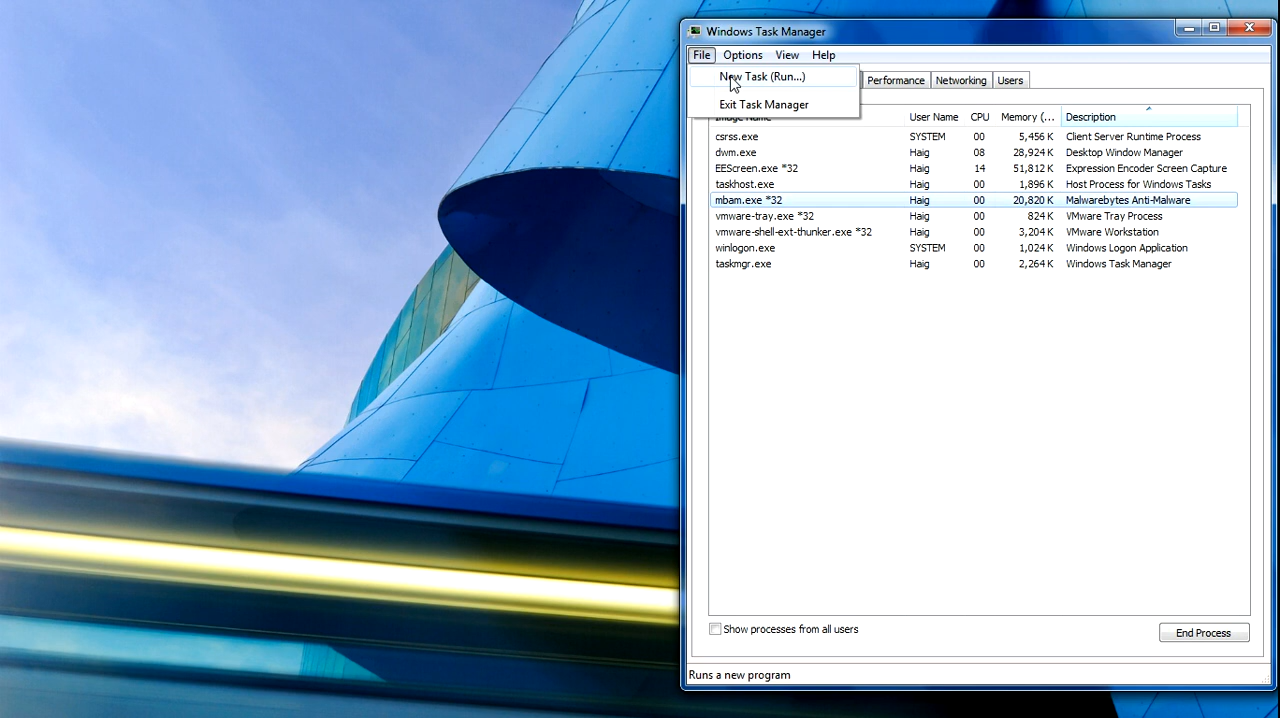 Windows Task Manager
File Options View Help
New Task (Run...)
Performance Networking Users
Exit Task Manager
Image Name User Name CPU Memory (... Description
csrss.exe SYSTEM 00 5,456 K Client Server Runtime Process
dwm.exe Haig 08 28,924 K Desktop Window Manager
EEScreen.exe *32 Haig 14 51,812 K Expression Encoder Screen Capture
taskhost.exe Haig 00 1,896 K Host Process for Windows Tasks
mbam.exe *32 Haig 00 20,820 K Malwarebytes Anti-Malware
vmware-tray.exe *32 Haig 00 824 K VMware Tray Process
vmware-shell-ext-thunker.exe *32 Haig 00 3,204 K VMware Workstation
winlogon.exe SYSTEM 00 1,024 K Windows Logon Application
taskmgr.exe Haig 00 2,264 K Windows Task Manager
Show processes from all users
End Process
Runs a new program